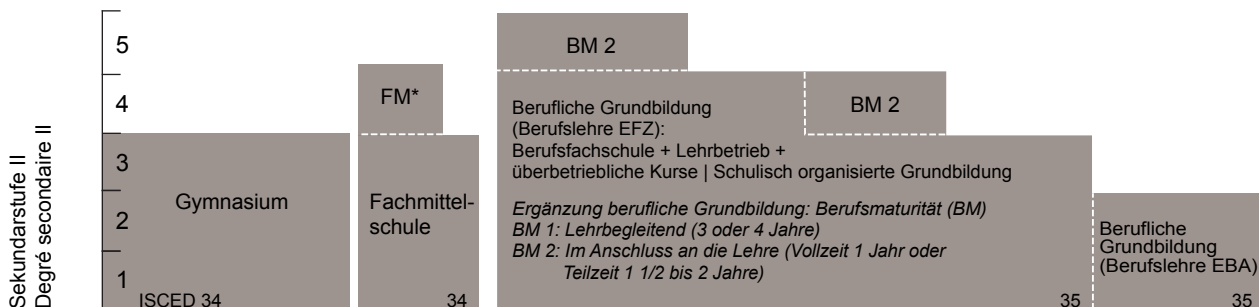 Sekundarstufe II
Degré secondaire II
5
4
3
2
1
Gymnasium
ISCED 34
FM*
Fachmittel-
schule
34
BM 2
BM 2
Berufliche Grundbildung
(Berufslehre EFZ):
Berufsfachschule + Lehrbetrieb +
überbetriebliche Kurse | Schulisch organisierte Grundbildung
Ergänzung berufliche Grundbildung: Berufsmaturität (BM)
BM 1: Lehrbegleitend (3 oder 4 Jahre)
BM 2: Im Anschluss an die Lehre (Vollzeit 1 Jahr oder
Teilzeit 1 1/2 bis 2 Jahre)
35
Berufliche
Grundbildung
(Berufslehre EBA)
35